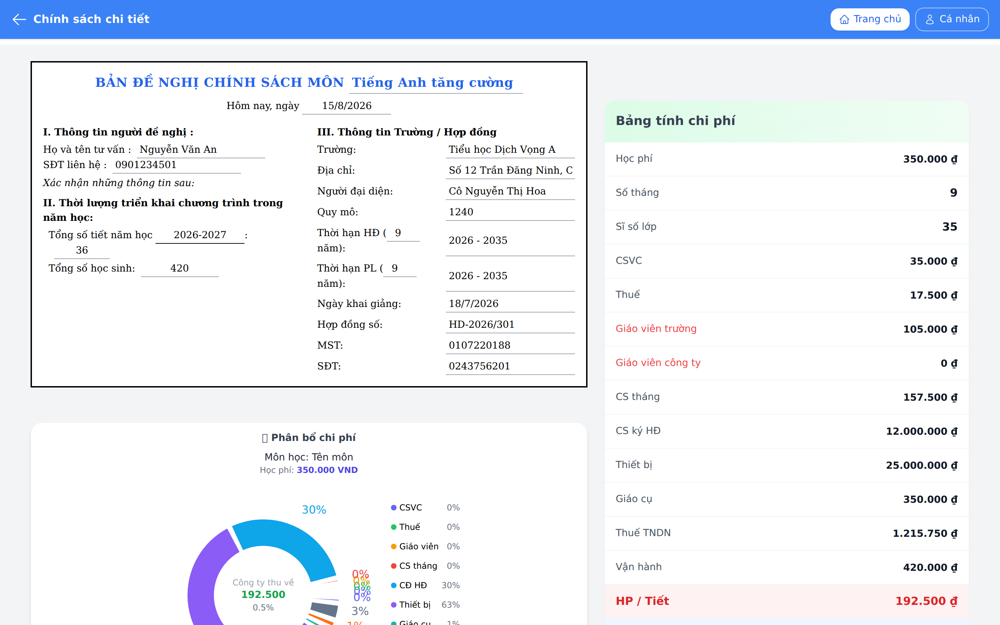 Chính sách chi tiết
Trang chủ
Cá nhân
BẢN ĐỀ NGHỊ CHÍNH SÁCH MÔN Tiếng Anh tăng cường
Hôm nay, ngày 15/8/2026
I. Thông tin người đề nghị :
Họ và tên tư vấn : Nguyễn Văn An
SĐT liên hệ : 0901234501
Xác nhận những thông tin sau:
II. Thời lượng triển khai chương trình trong
năm học:
Tổng số tiết năm học 2026-2027 :
36
Tổng số học sinh: 420
III. Thông tin Trường / Hợp đồng
Trường: Tiểu học Dịch Vọng A
Địa chỉ: Số 12 Trần Đăng Ninh, C
Người đại diện: Cô Nguyễn Thị Hoa
Quy mô: 1240
Thời hạn HĐ ( 9
năm): 2026 - 2035
Thời hạn PL ( 9
năm): 2026 - 2035
Ngày khai giảng: 18/7/2026
Hợp đồng số: HD-2026/301
MST: 0107220188
SĐT: 0243756201
Phân bổ chi phí
Môn học: Tên môn
Học phí: 350.000 VND
30%
0%
0%
0%
0%
0%
3%
1%
Công ty thu về
192.500
0.5%
CSVC 0%
Thuế 0%
Giáo viên 0%
CS tháng 0%
CĐ HĐ 30%
Thiết bị 63%
Giáo cụ 1%
Bảng tính chi phí
Học phí 350.000 ₫
Số tháng 9
Sĩ số lớp 35
CSVC 35.000 ₫
Thuế 17.500 ₫
Giáo viên trường 105.000 ₫
Giáo viên công ty 0 ₫
CS tháng 157.500 ₫
CS ký HĐ 12.000.000 ₫
Thiết bị 25.000.000 ₫
Giáo cụ 350.000 ₫
Thuế TNDN 1.215.750 ₫
Vận hành 420.000 ₫
HP / Tiết 192.500 ₫